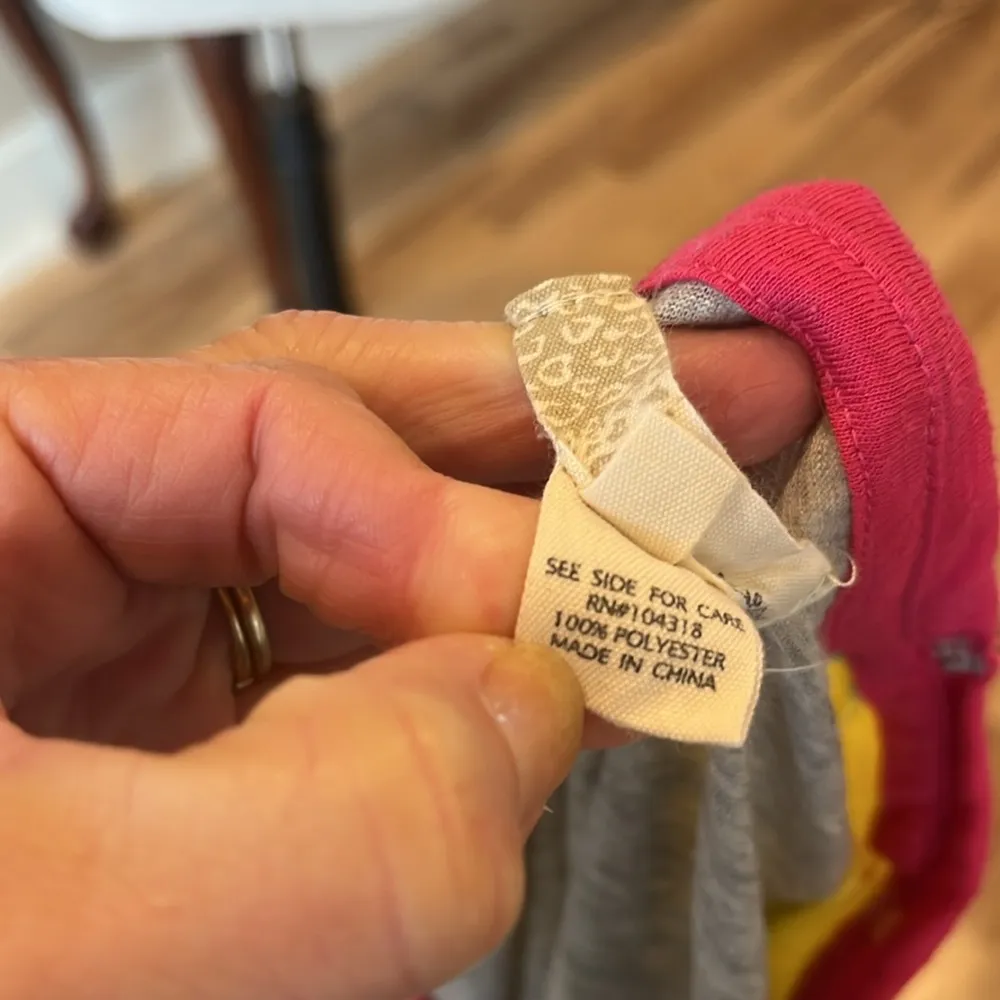 SEE SIDE FOR CARE
RN#104318
100% POLYESTER
MADE IN CHINA